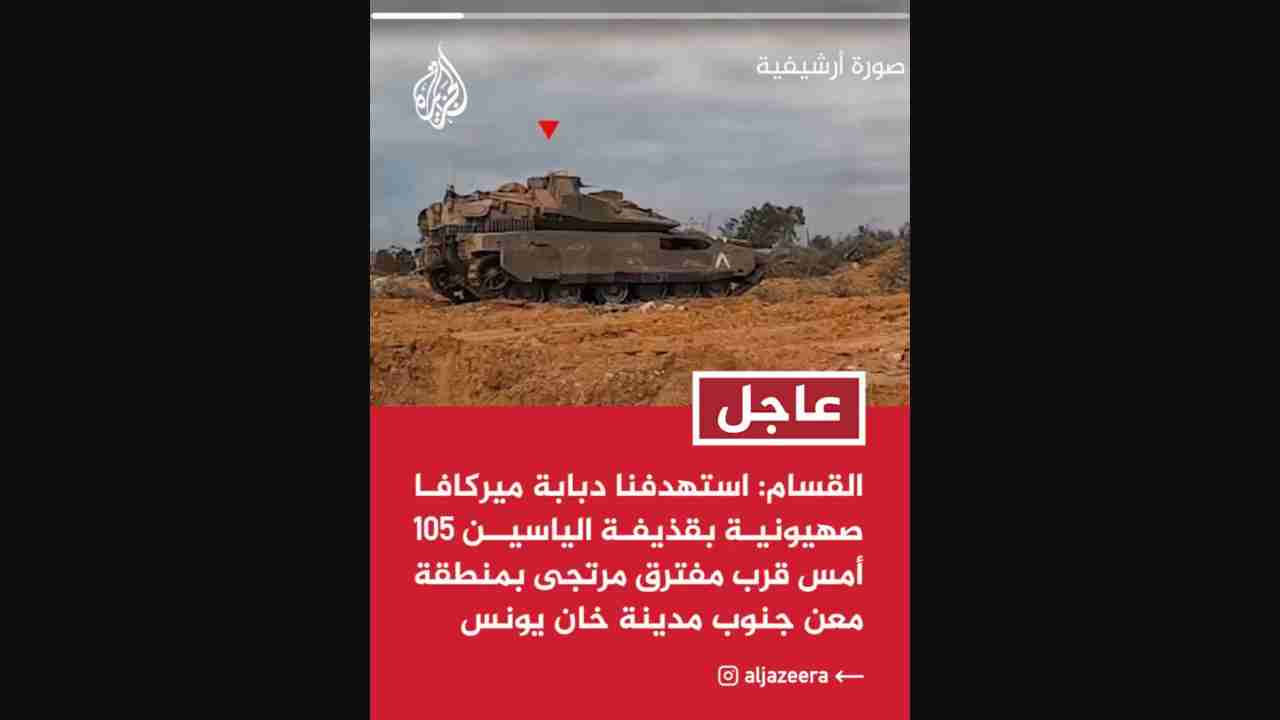 صورة أرشيفية
الجزيرة
عاجل
القسام: استهدفنا دبابة ميركافا
صهيونية بقذيفة الياسين 105
أمس قرب مفترق مرتجى بمنطقة
معن جنوب مدينة خان يونس
aljazeera